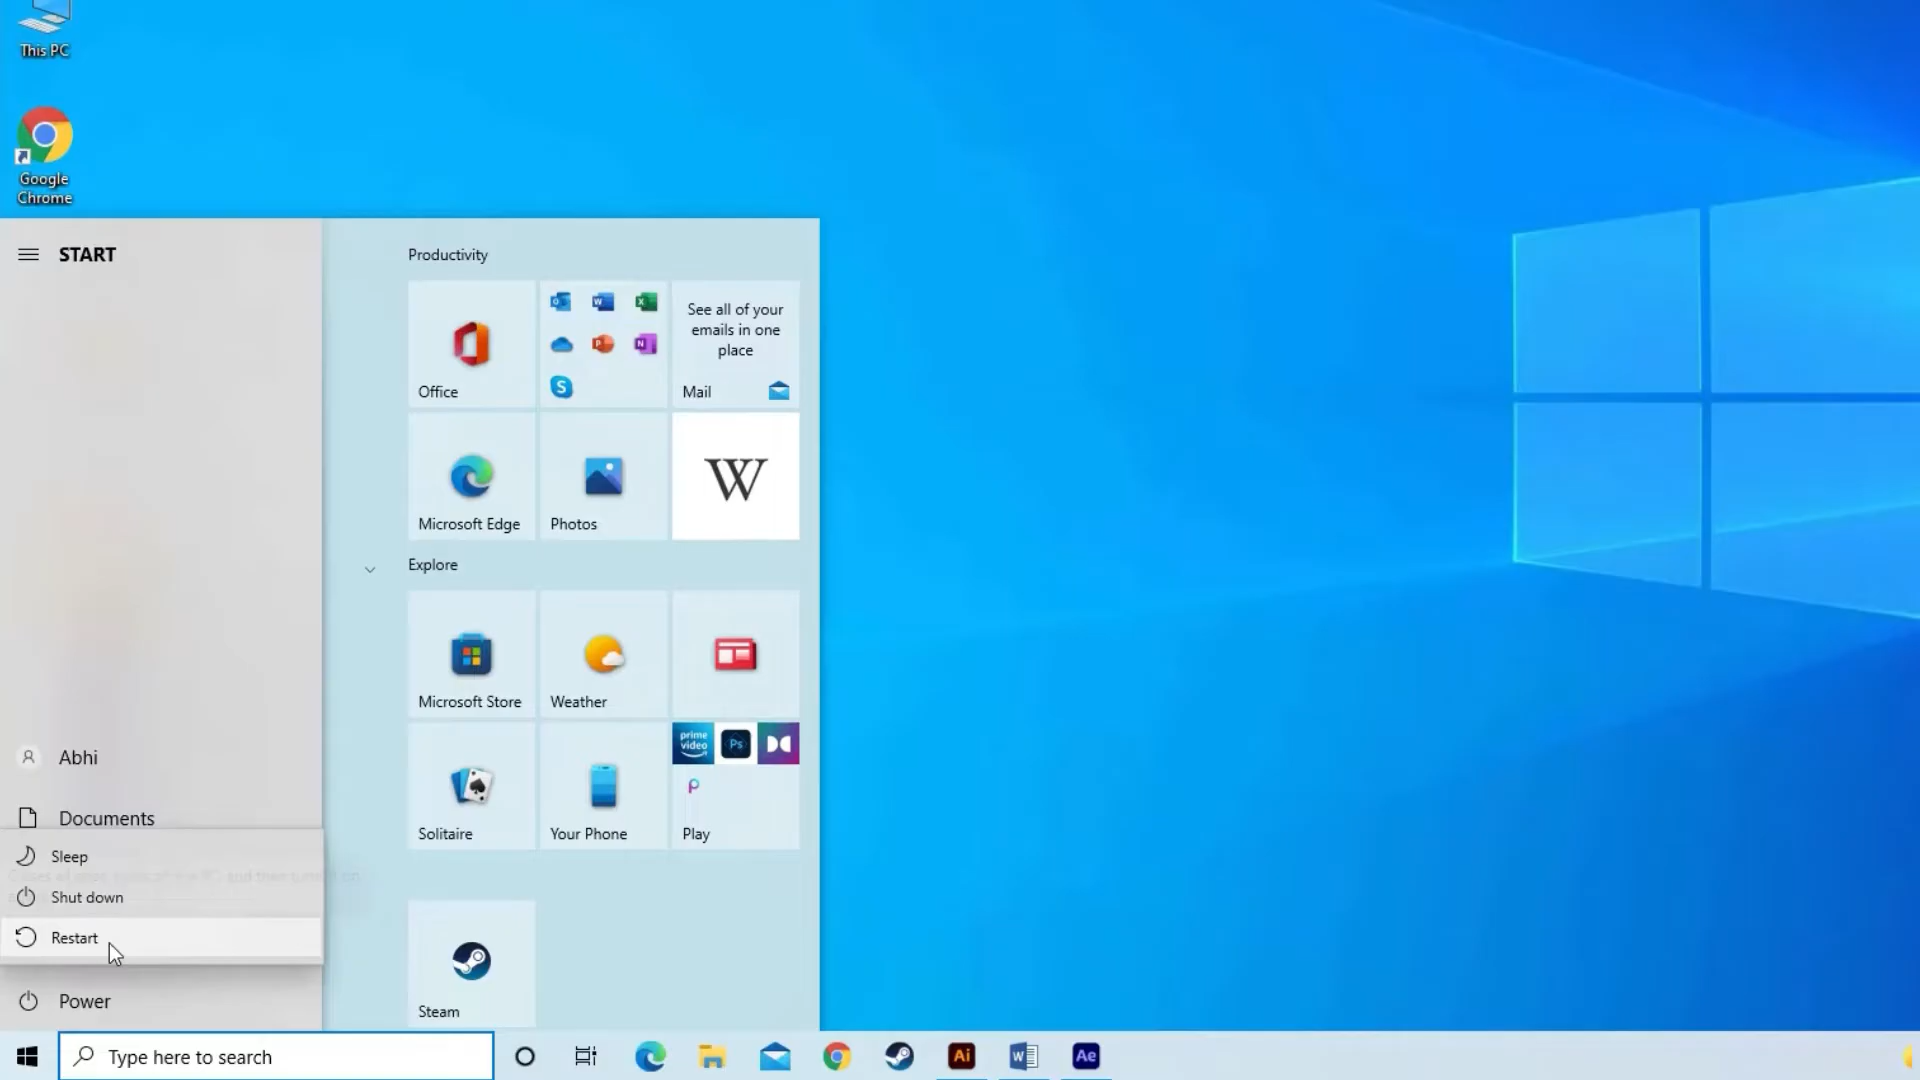 This PC
Google
Chrome
START
Productivity
Office
See all of your
emails in one
place
Mail
Microsoft Edge
Photos
W
Explore
Microsoft Store
Weather
Solitaire
Your Phone
prime
video
Ps
Play
Steam
Abhi
Documents
Sleep
Shut down
Restart
Power
Type here to search
Ai
W
Ae